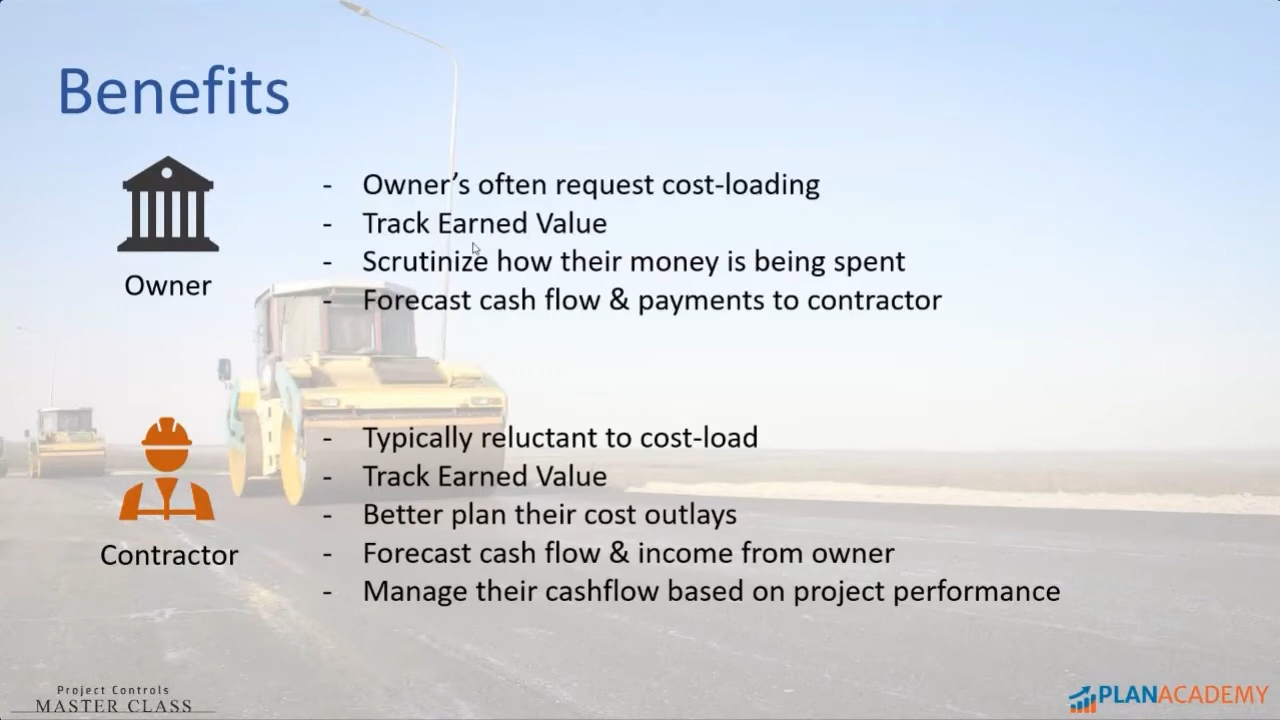 Benefits
Owner
- Owner's often request cost-loading
- Track Earned Value
- Scrutinize how their money is being spent
- Forecast cash flow & payments to contractor
Contractor
- Typically reluctant to cost-load
- Track Earned Value
- Better plan their cost outlays
- Forecast cash flow & income from owner
- Manage their cashflow based on project performance
Project Controls
MASTER CLASS
PLANACADEMY